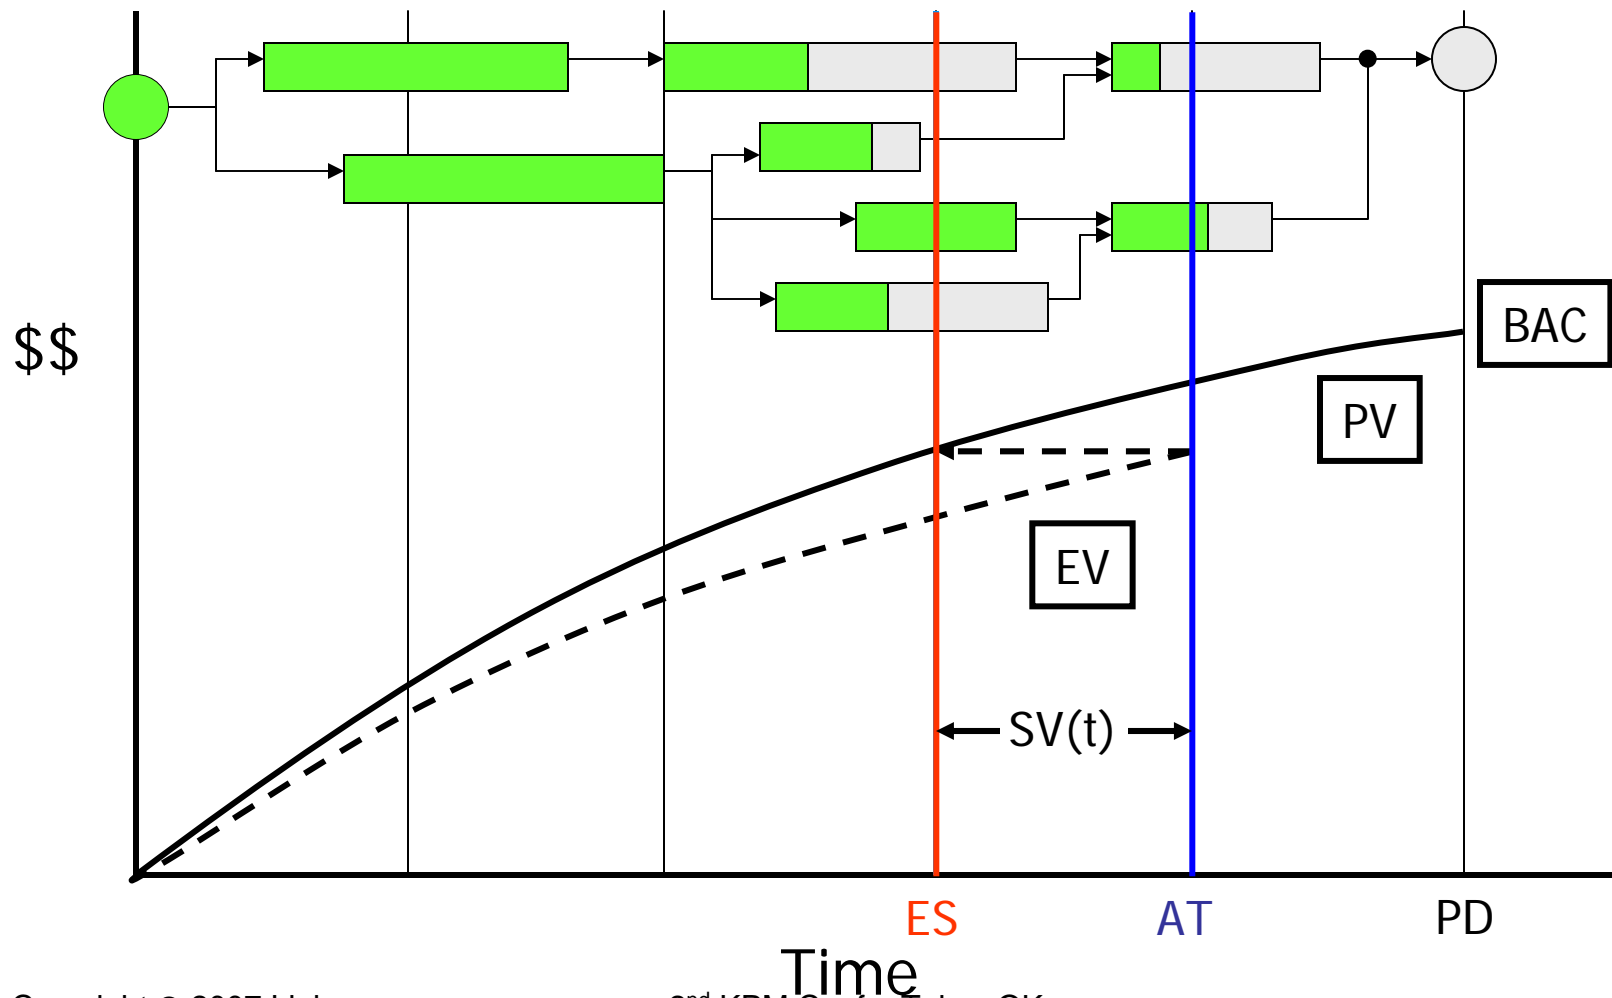 $$
BAC
PV
EV
SV(t)
ES AT PD
Time